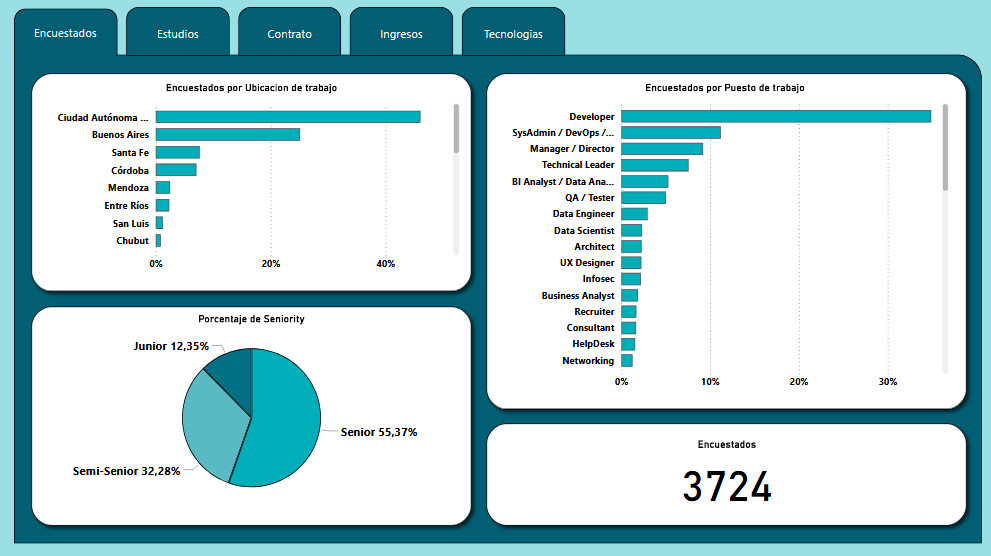 Encuestados
Estudios
Contrato
Ingresos
Tecnologias
Encuestados por Ubicacion de trabajo
Ciudad Autónoma ...
Buenos Aires
Santa Fe
Córdoba
Mendoza
Entre Ríos
San Luis
Chubut
0% 20% 40%
Encuestados por Puesto de trabajo
Developer
SysAdmin / DevOps /...
Manager / Director
Technical Leader
BI Analyst / Data Ana...
QA / Tester
Data Engineer
Data Scientist
Architect
UX Designer
Infosec
Business Analyst
Recruiter
Consultant
HelpDesk
Networking
0% 10% 20% 30%
Porcentaje de Seniority
Junior 12,35%
Senior 55,37%
Semi-Senior 32,28%
Encuestados
3724